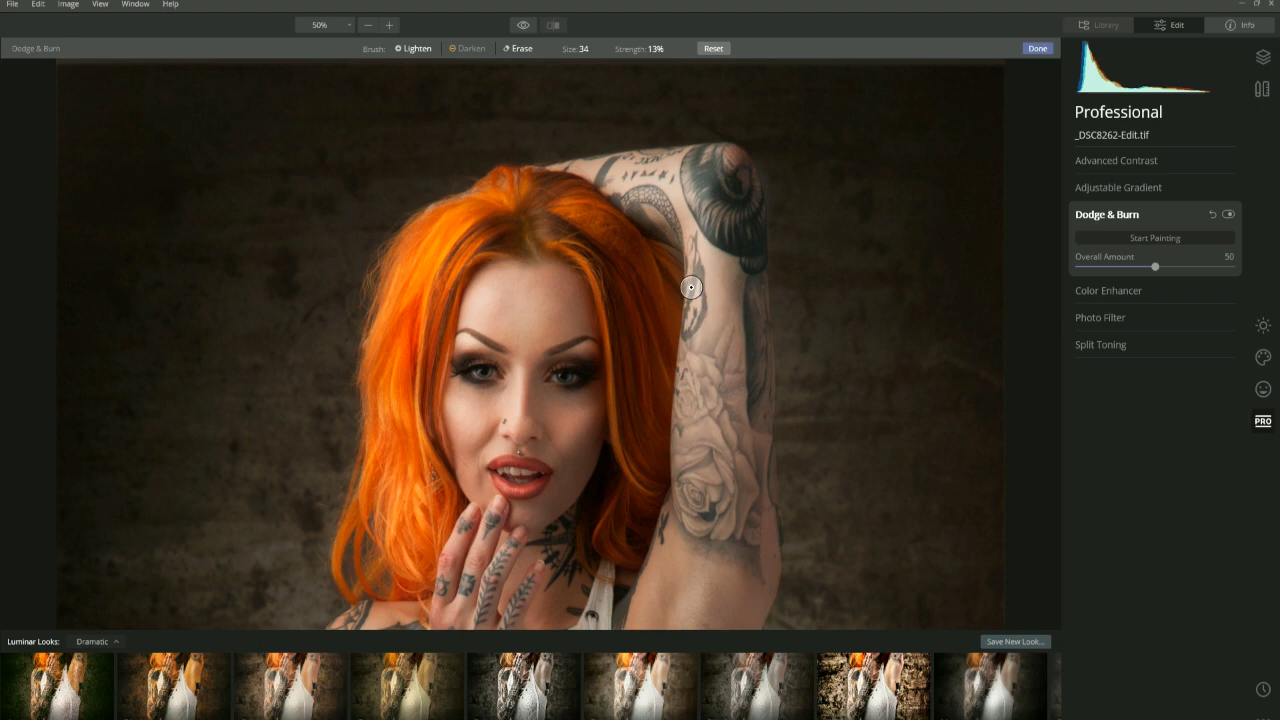 File Edit Image View Window Help
50%
Library Edit Info
Dodge & Burn Brush: Lighten Darken Erase Size: 34 Strength: 13% Reset Done
Professional
_DSC8262-Edit.tif
Advanced Contrast
Adjustable Gradient
Dodge & Burn
Start Painting
Overall Amount 50
Color Enhancer
Photo Filter
Split Toning
PRO
Luminar Looks: Dramatic Save New Look...